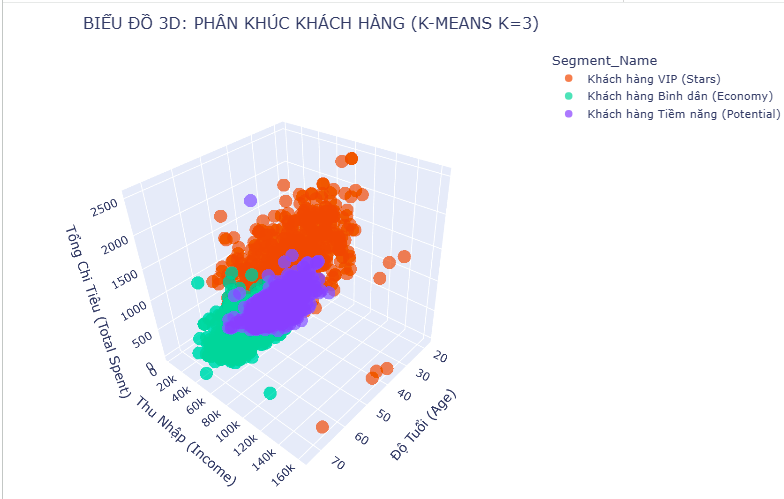 BIỂU ĐỒ 3D: PHÂN KHÚC KHÁCH HÀNG (K-MEANS K=3)
Segment_Name
Khách hàng VIP (Stars)
Khách hàng Bình dân (Economy)
Khách hàng Tiềm năng (Potential)
2500
2000
1500
1000
500
0
Tổng Chi Tiêu (Total Spent)
0
20k
40k
60k
80k
100k
120k
140k
160k
Thu Nhập (Income)
20
30
40
50
60
70
Độ Tuổi (Age)